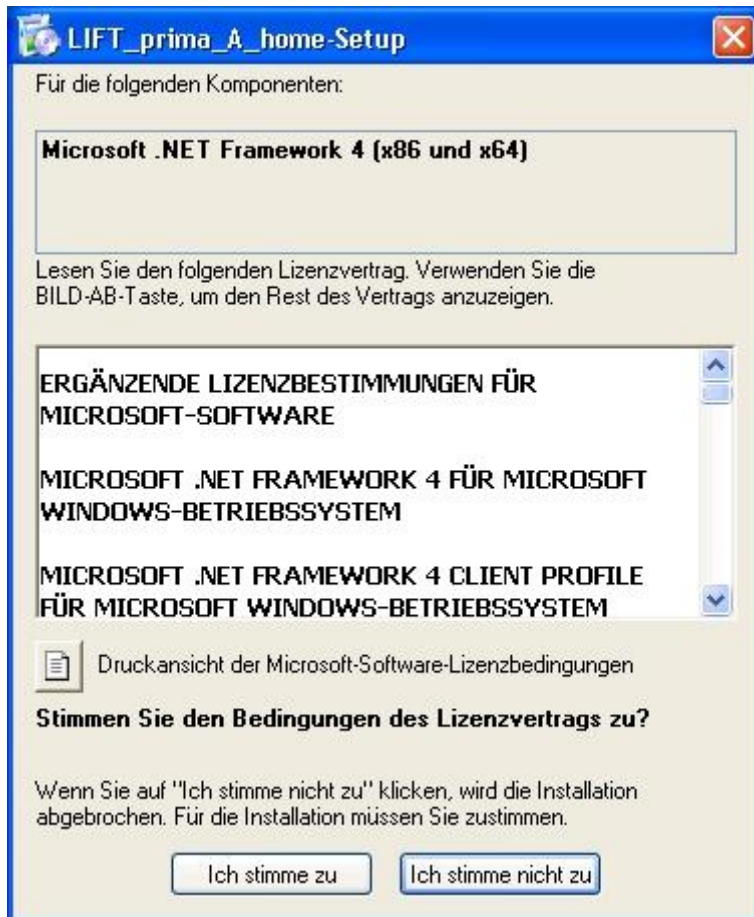 LIFT_prima_A_home-Setup
Für die folgenden Komponenten:
Microsoft .NET Framework 4 (x86 und x64)
Lesen Sie den folgenden Lizenzvertrag. Verwenden Sie die
BILD-AB-Taste, um den Rest des Vertrags anzuzeigen.
ERGÄNZENDE LIZENZBESTIMMUNGEN FÜR
MICROSOFT-SOFTWARE
MICROSOFT .NET FRAMEWORK 4 FÜR MICROSOFT
WINDOWS-BETRIEBSSYSTEM
MICROSOFT .NET FRAMEWORK 4 CLIENT PROFILE
FÜR MICROSOFT WINDOWS-BETRIEBSSYSTEM
Druckansicht der Microsoft-Software-Lizenzbedingungen
Stimmen Sie den Bedingungen des Lizenzvertrags zu?
Wenn Sie auf "Ich stimme nicht zu" klicken, wird die Installation
abgebrochen. Für die Installation müssen Sie zustimmen.
Ich stimme zu
Ich stimme nicht zu